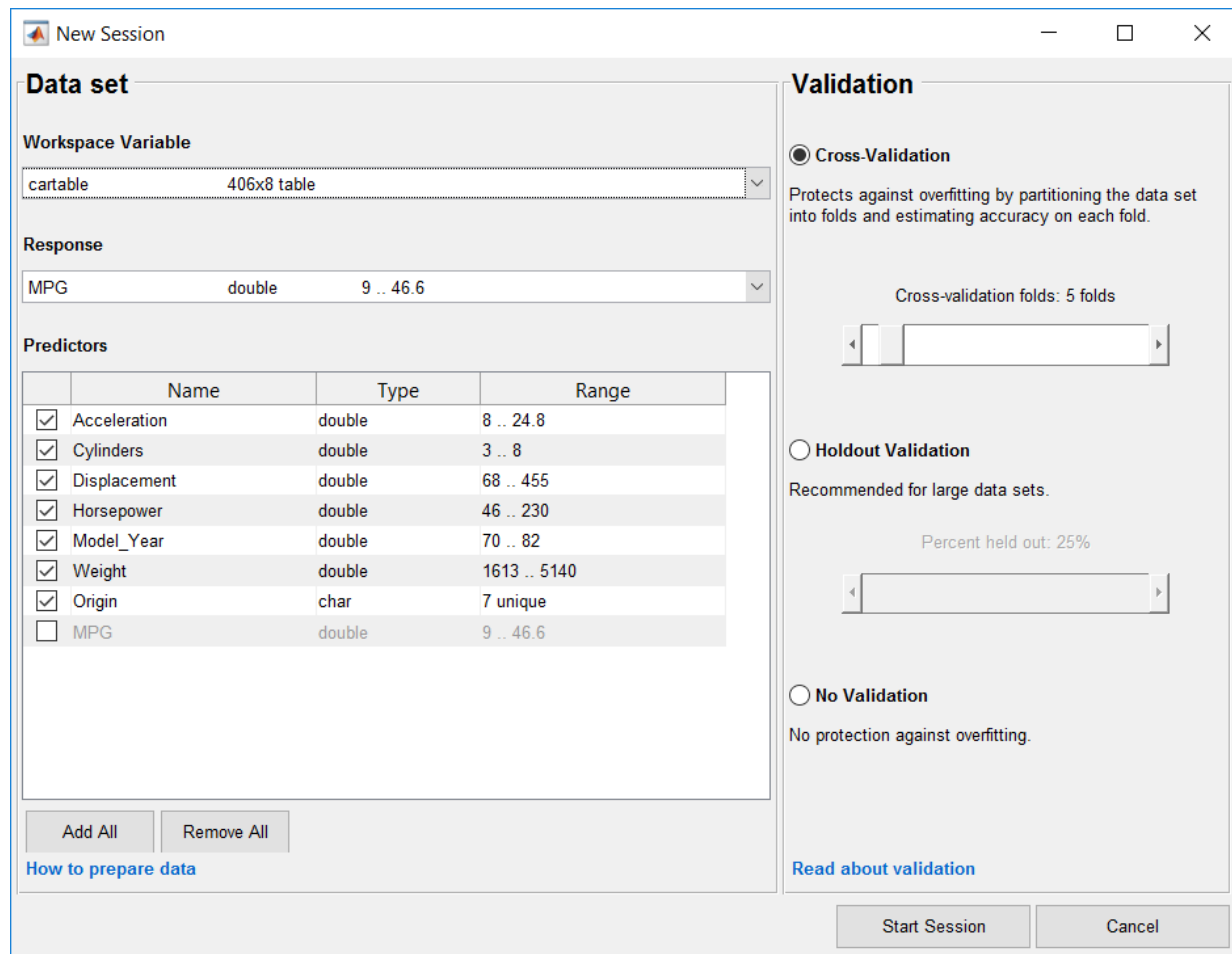 New Session
Data set
Workspace Variable
cartable 406x8 table
Response
MPG double 9 .. 46.6
Predictors
Name Type Range
Acceleration double 8 .. 24.8
Cylinders double 3 .. 8
Displacement double 68 .. 455
Horsepower double 46 .. 230
Model_Year double 70 .. 82
Weight double 1613 .. 5140
Origin char 7 unique
MPG double 9 .. 46.6
Add All Remove All
How to prepare data
Validation
Cross-Validation
Protects against overfitting by partitioning the data set
into folds and estimating accuracy on each fold.
Cross-validation folds: 5 folds
Holdout Validation
Recommended for large data sets.
Percent held out: 25%
No Validation
No protection against overfitting.
Read about validation
Start Session Cancel